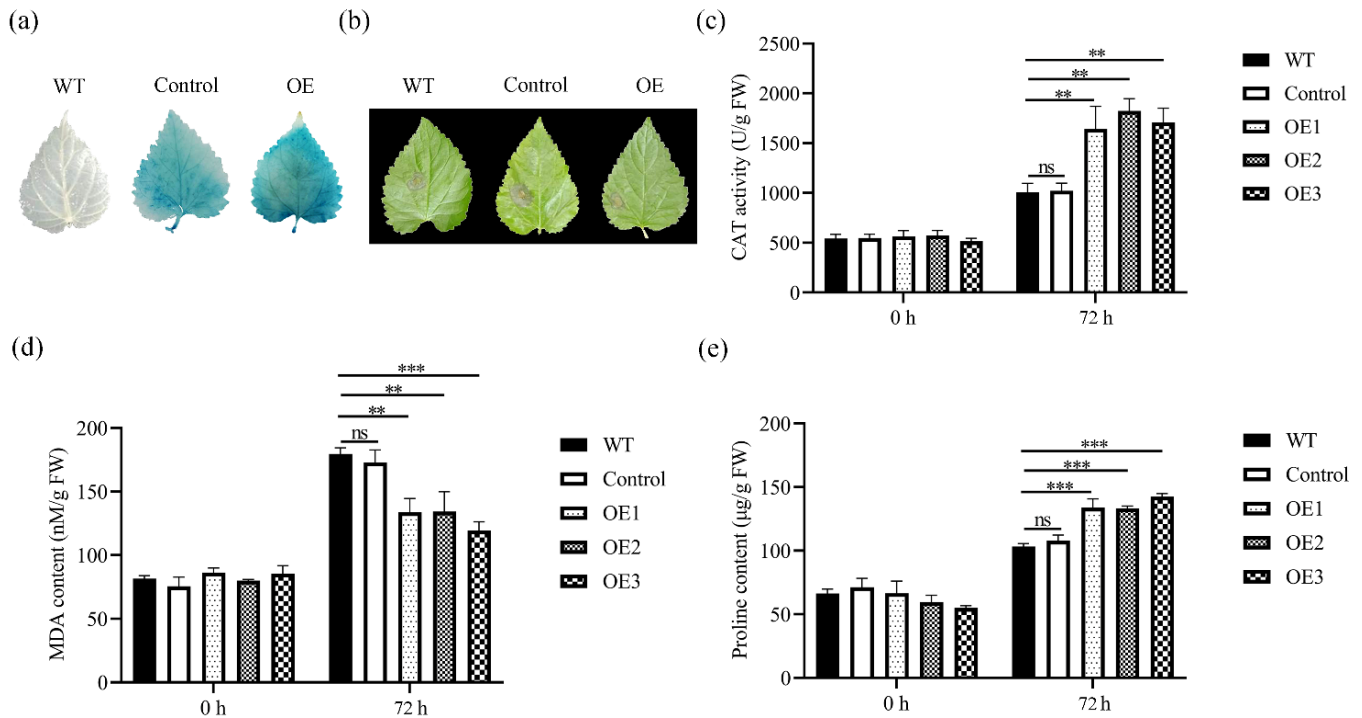 (a)
WT Control OE
(b)
WT Control OE
(c)
CAT activity (U/g FW)
2500
2000
1500
1000
500
0
ns
**
**
**
0 h 72 h
WT
Control
OE1
OE2
OE3
(d)
MDA content (nM/g FW)
200
150
100
50
0
ns
**
**
***
0 h 72 h
WT
Control
OE1
OE2
OE3
(e)
Proline content (μg/g FW)
200
150
100
50
0
ns
***
***
***
0 h 72 h
WT
Control
OE1
OE2
OE3